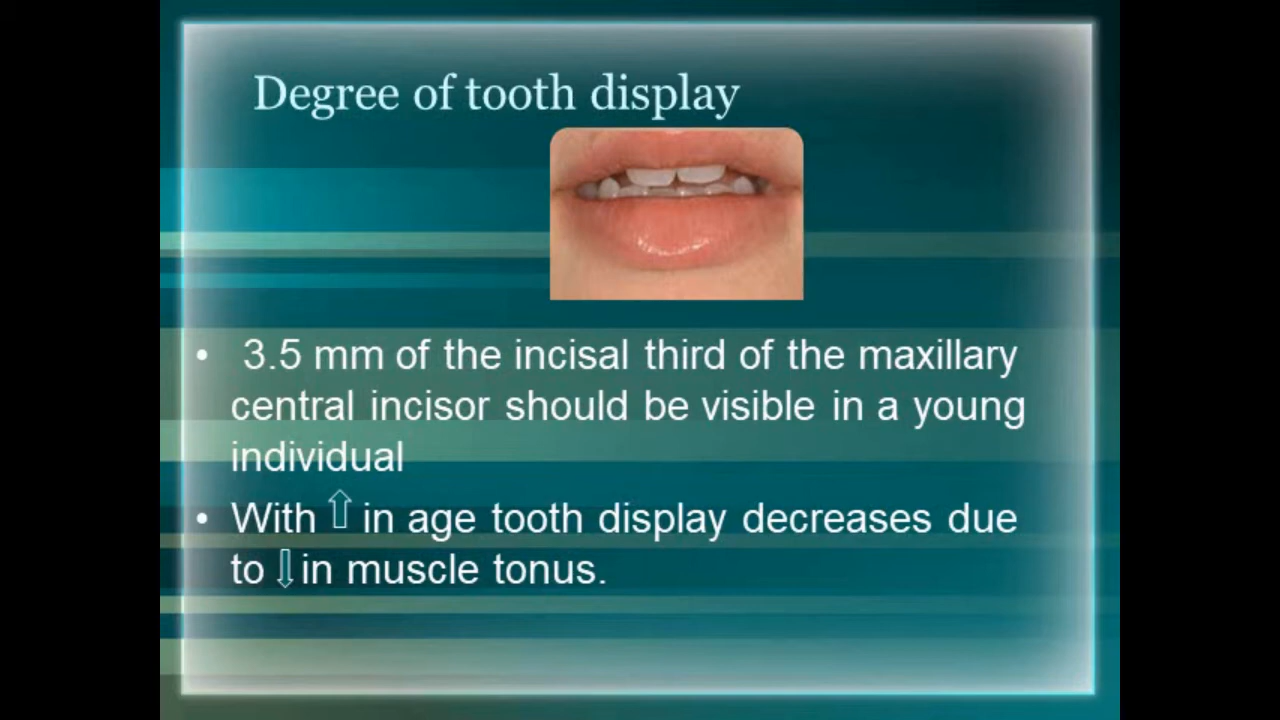 Degree of tooth display
• 3.5 mm of the incisal third of the maxillary
central incisor should be visible in a young
individual
• With ⇧ in age tooth display decreases due
to ⇩ in muscle tonus.